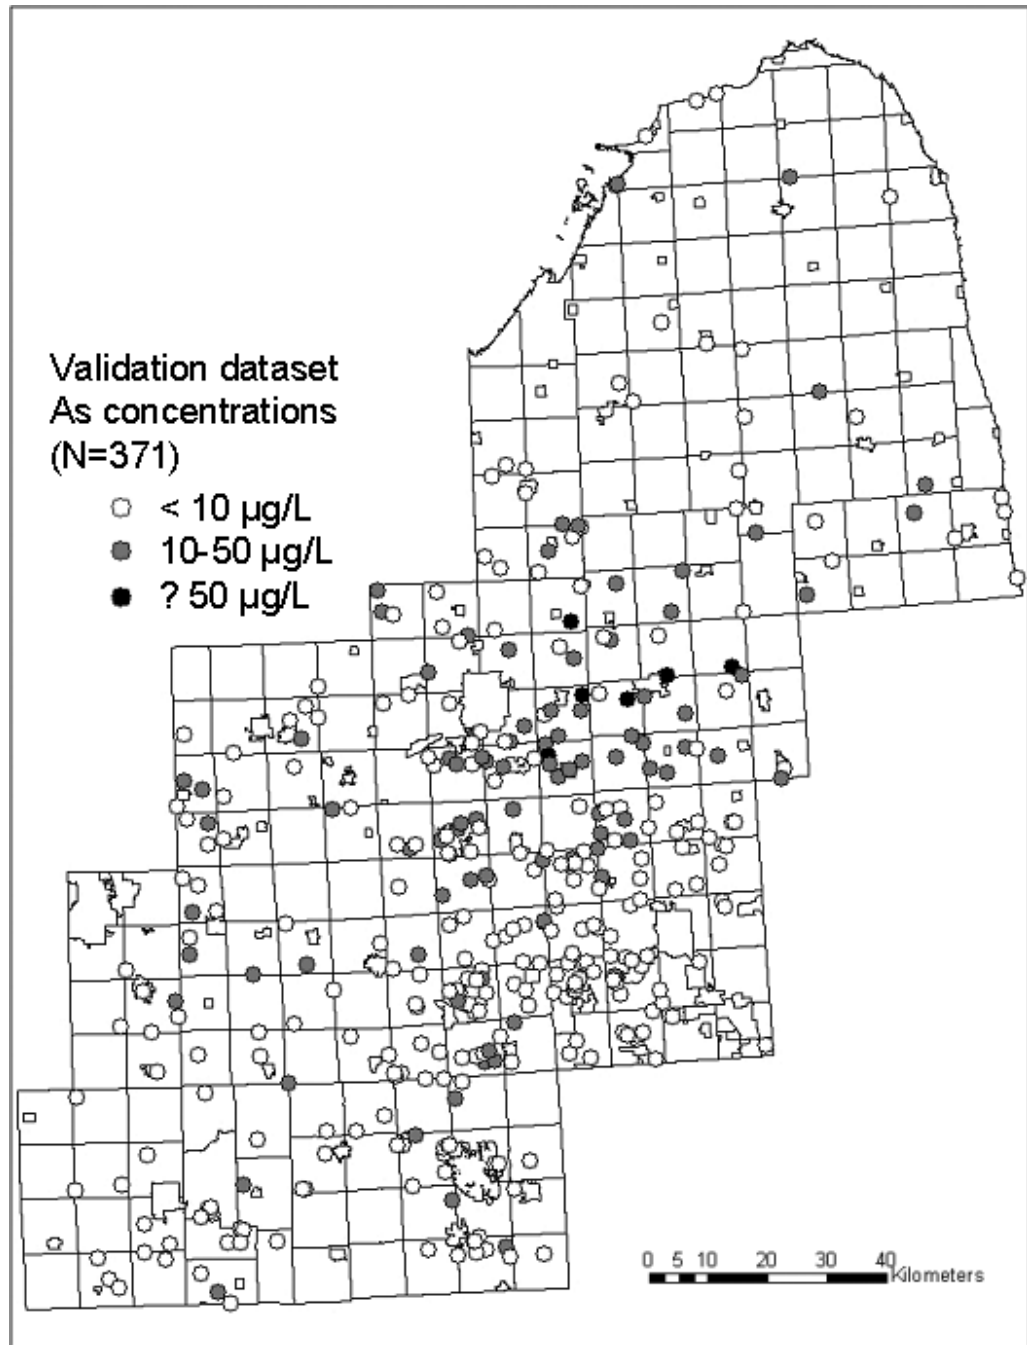 Validation dataset
As concentrations
(N=371)
< 10 µg/L
10-50 µg/L
? 50 µg/L
0 5 10 20 30 40
Kilometers